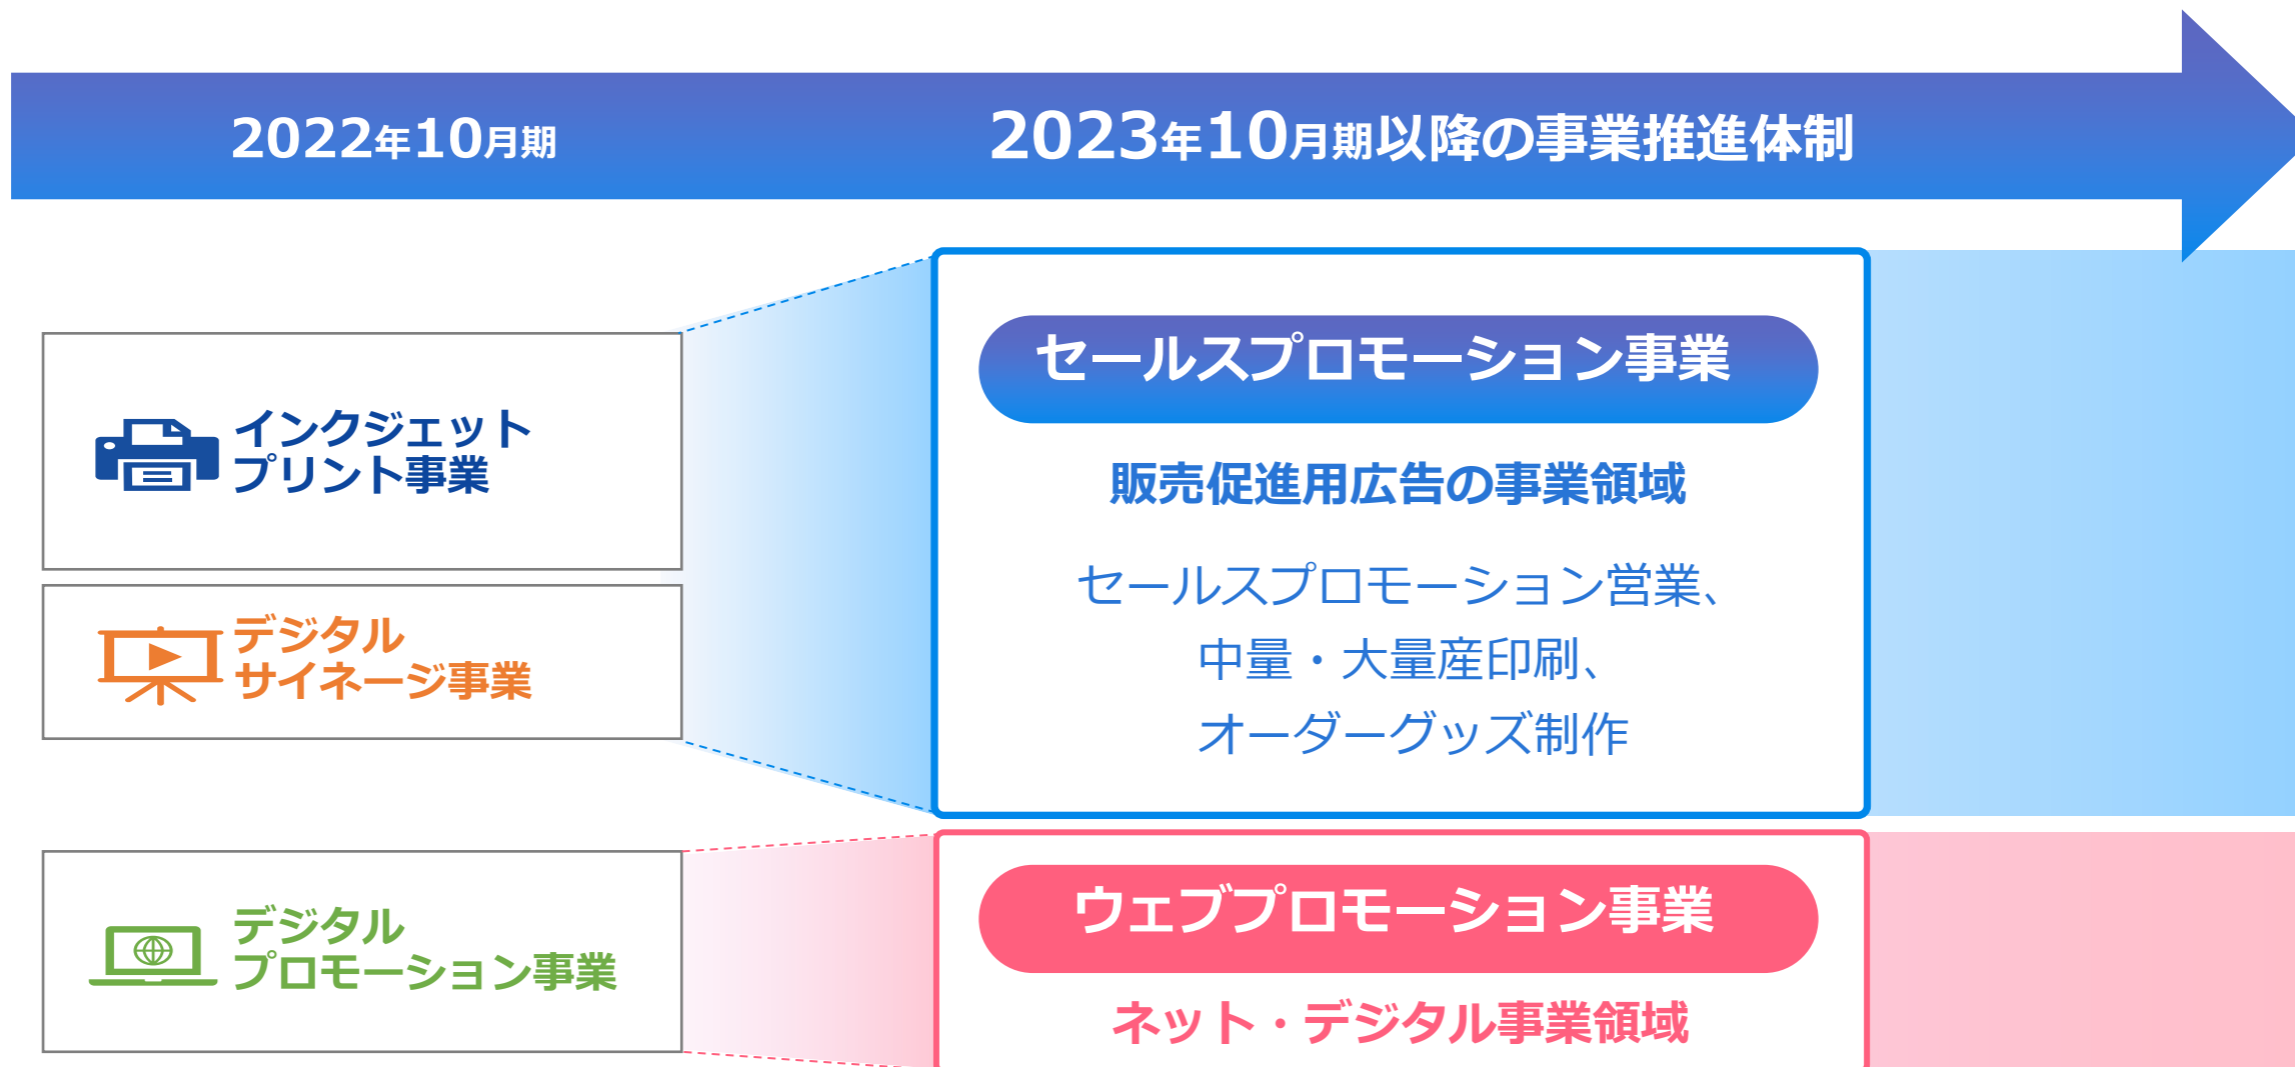 2022年10月期
2023年10月期以降の事業推進体制
インクジェット
プリント事業
デジタル
サイネージ事業
セールスプロモーション事業
販売促進用広告の事業領域
セールスプロモーション営業、
中量・大量産印刷、
オーダーグッズ制作
デジタル
プロモーション事業
ウェブプロモーション事業
ネット・デジタル事業領域